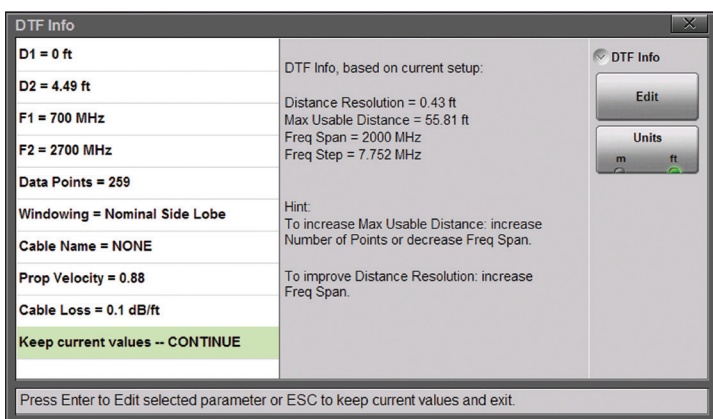 DTF Info
D1 = 0 ft
D2 = 4.49 ft
F1 = 700 MHz
F2 = 2700 MHz
Data Points = 259
Windowing = Nominal Side Lobe
Cable Name = NONE
Prop Velocity = 0.88
Cable Loss = 0.1 dB/ft
Keep current values -- CONTINUE
DTF Info, based on current setup:
Distance Resolution = 0.43 ft
Max Usable Distance = 55.81 ft
Freq Span = 2000 MHz
Freq Step = 7.752 MHz
Hint:
To increase Max Usable Distance: increase
Number of Points or decrease Freq Span.
To improve Distance Resolution: increase
Freq Span.
DTF Info
Edit
Units
m ft
Press Enter to Edit selected parameter or ESC to keep current values and exit.